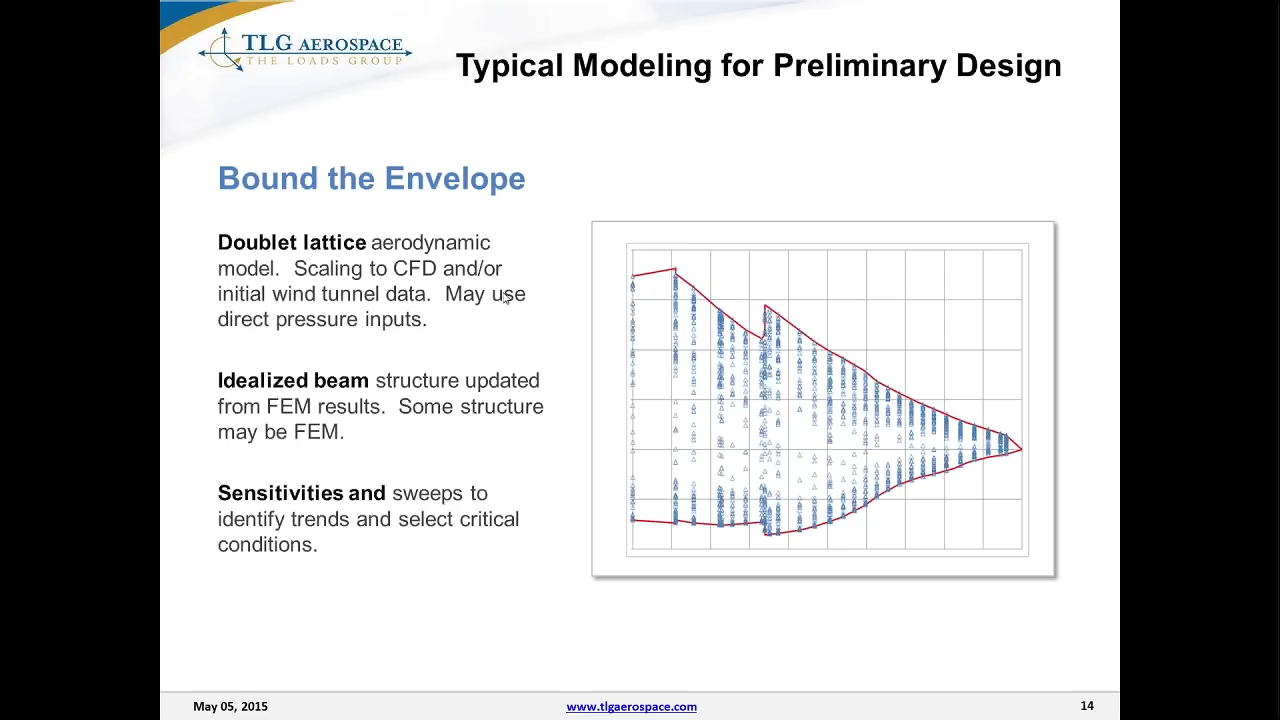 TLG AEROSPACE
THE LOADS GROUP
Typical Modeling for Preliminary Design
Bound the Envelope
Doublet lattice aerodynamic
model. Scaling to CFD and/or
initial wind tunnel data. May use
direct pressure inputs.
Idealized beam structure updated
from FEM results. Some structure
may be FEM.
Sensitivities and sweeps to
identify trends and select critical
conditions.
May 05, 2015
www.tlgaerospace.com
14